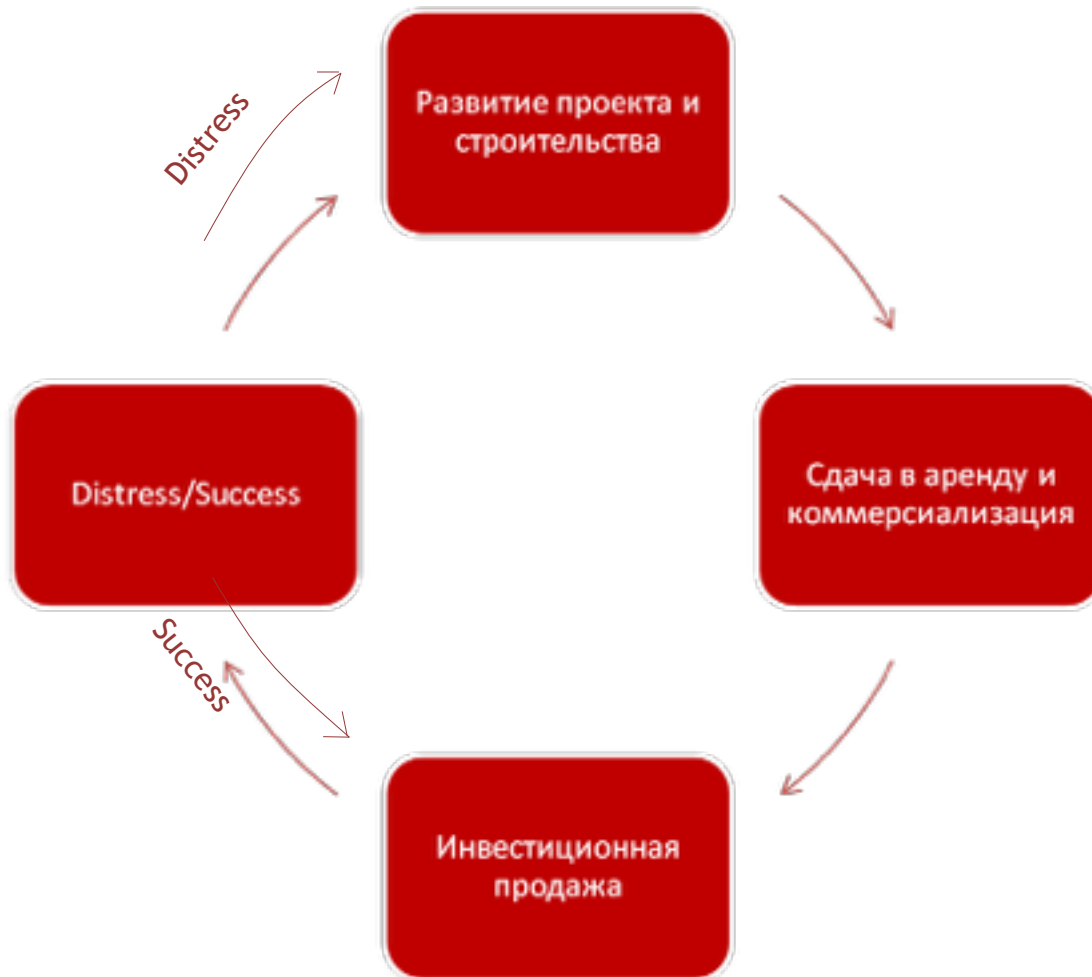 Distress
Развитие проекта и
строительства
Distress/Success
Сдача в аренду и
коммерсиализация
Success
Инвестиционная
продажа